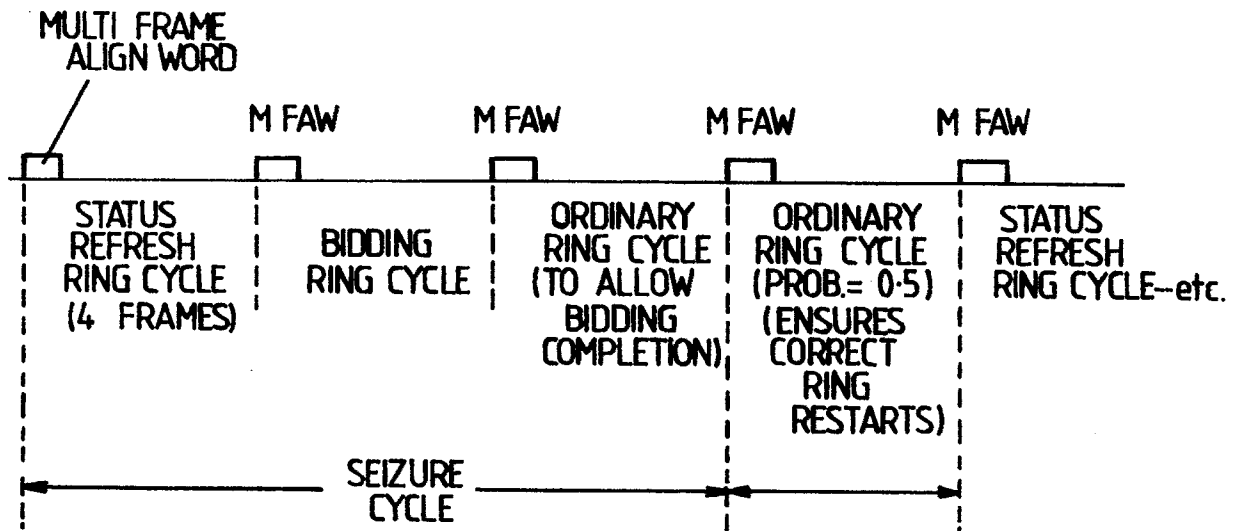 MULTI FRAME
ALIGN WORD
M FAW
M FAW
M FAW
M FAW
STATUS
REFRESH
RING CYCLE
(4 FRAMES)
BIDDING
RING CYCLE
ORDINARY
RING CYCLE
(TO ALLOW
BIDDING
COMPLETION)
ORDINARY
RING CYCLE
(PROB.= 0·5)
(ENSURES
CORRECT
RING
RESTARTS)
STATUS
REFRESH
RING CYCLE--etc.
SEIZURE
CYCLE